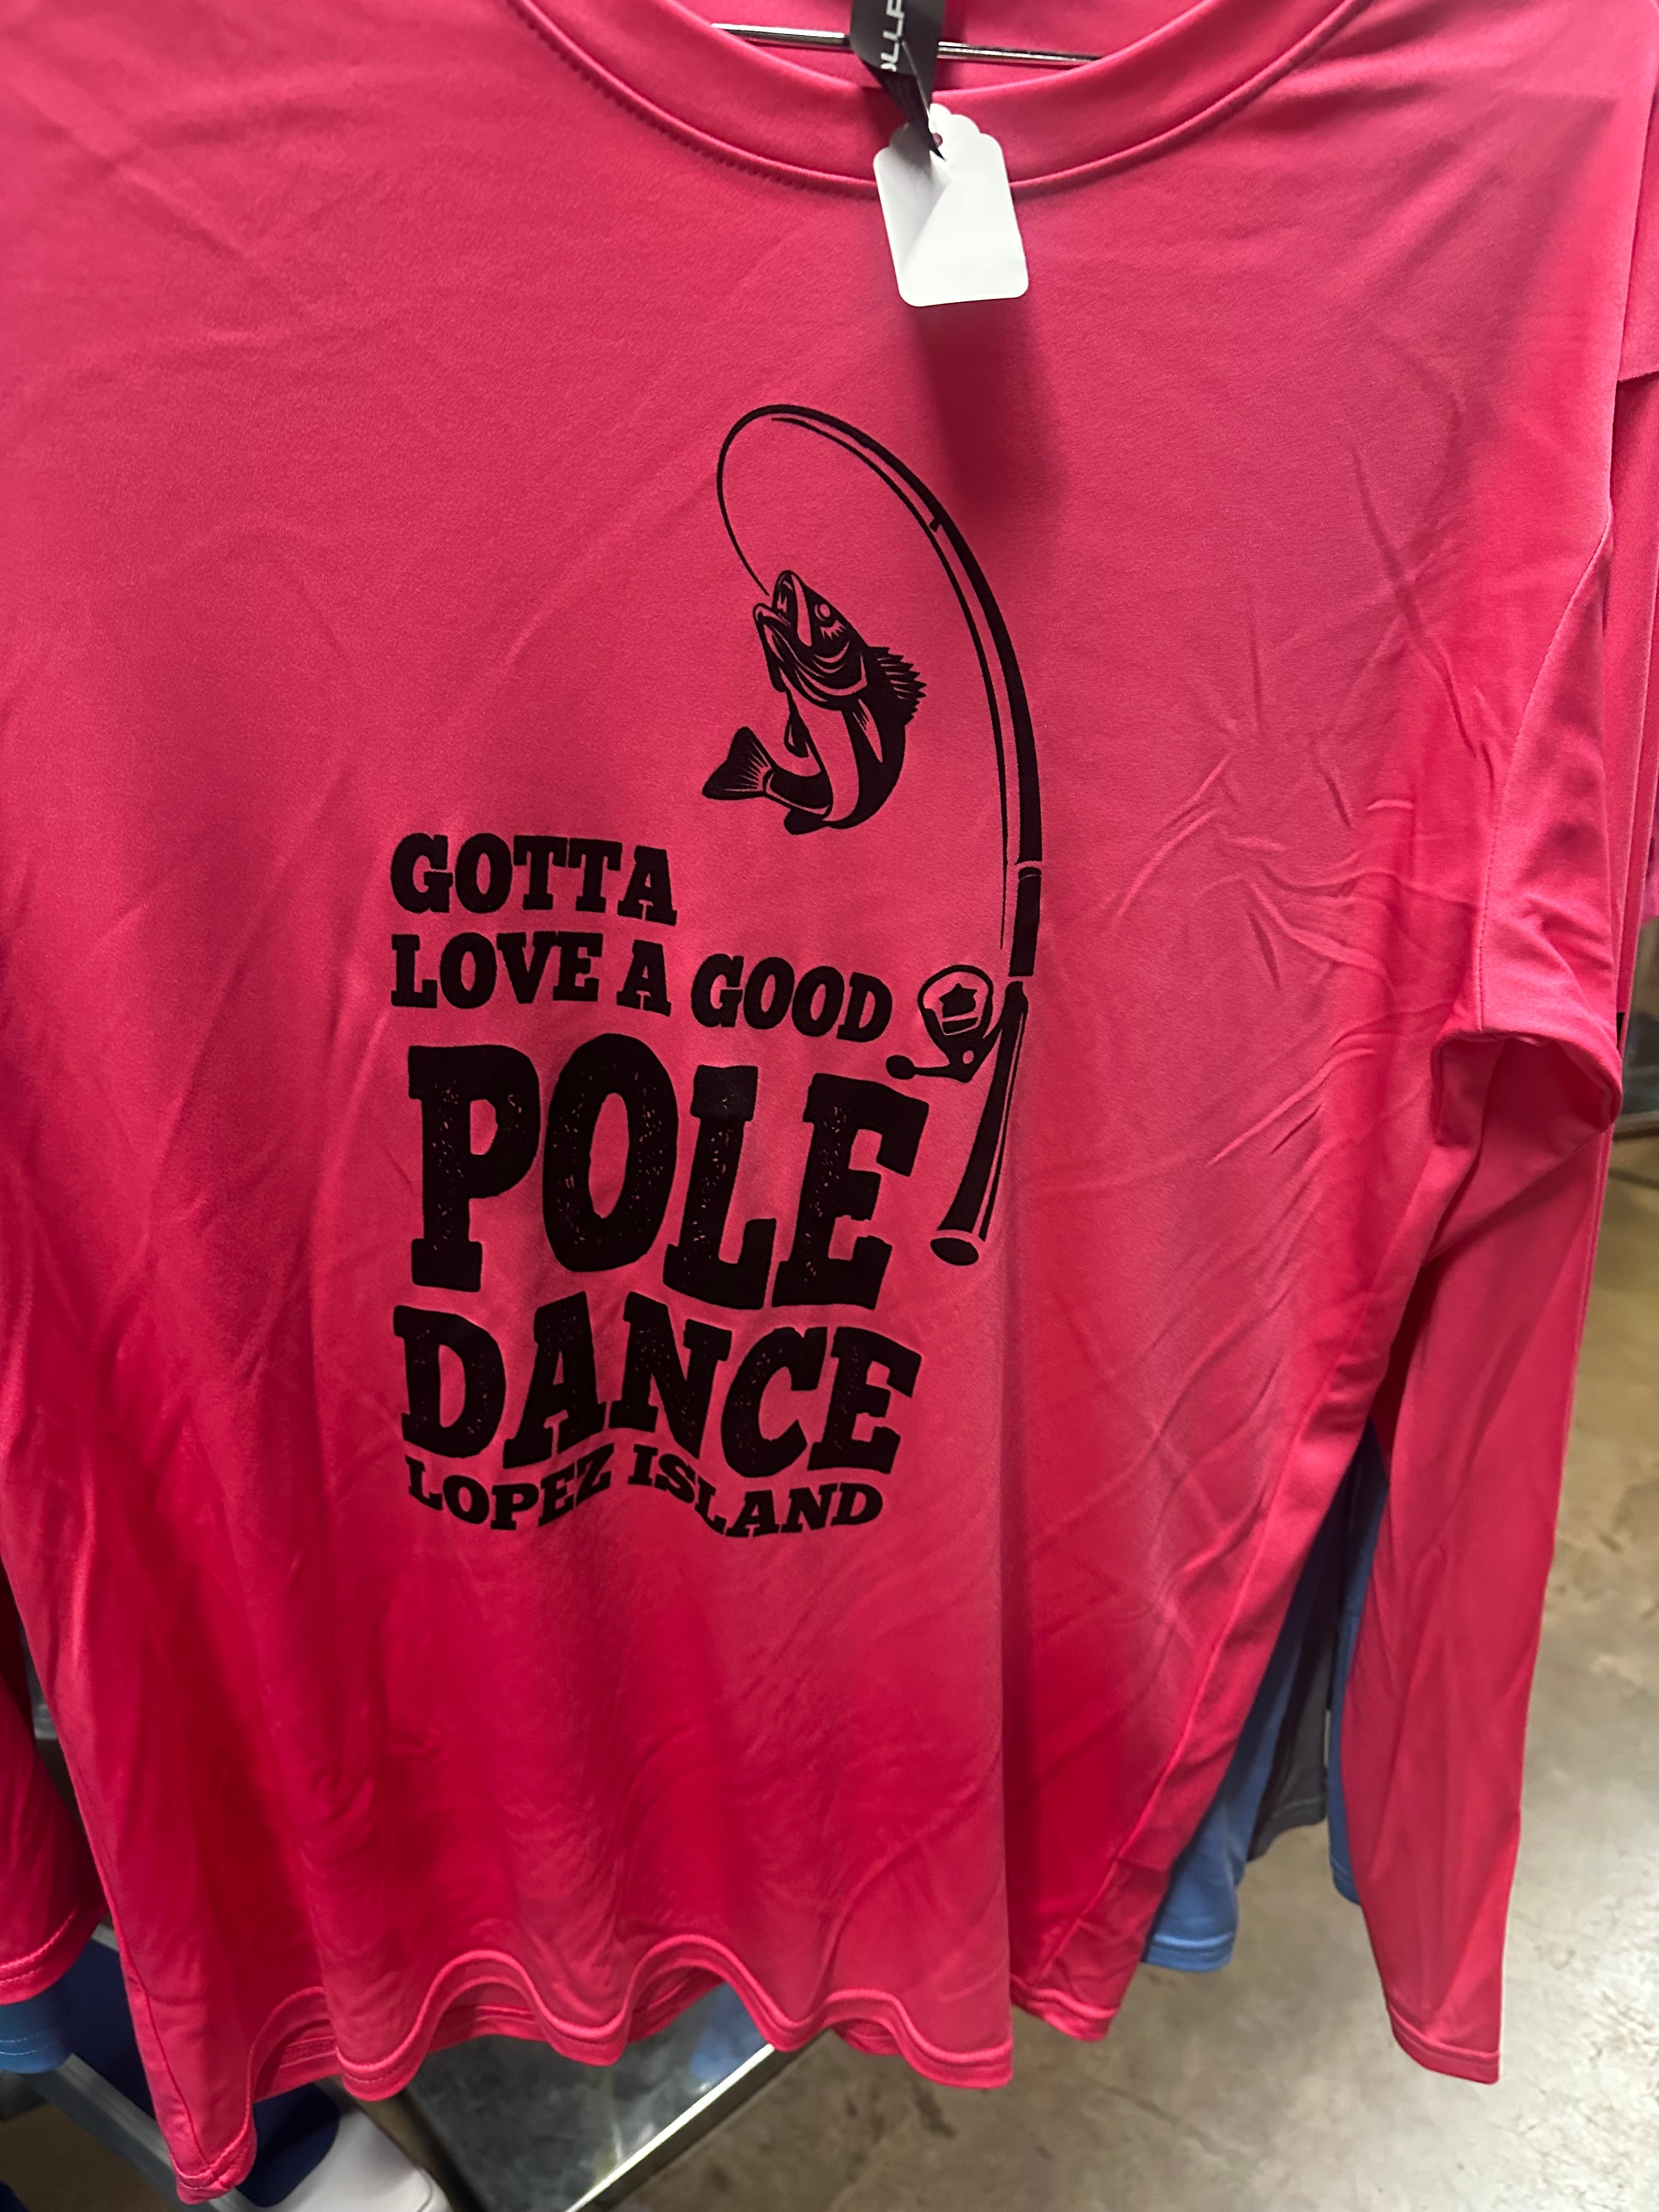 GOTTA
LOVE A GOOD
POLE
DANCE
LOPEZ ISLAND